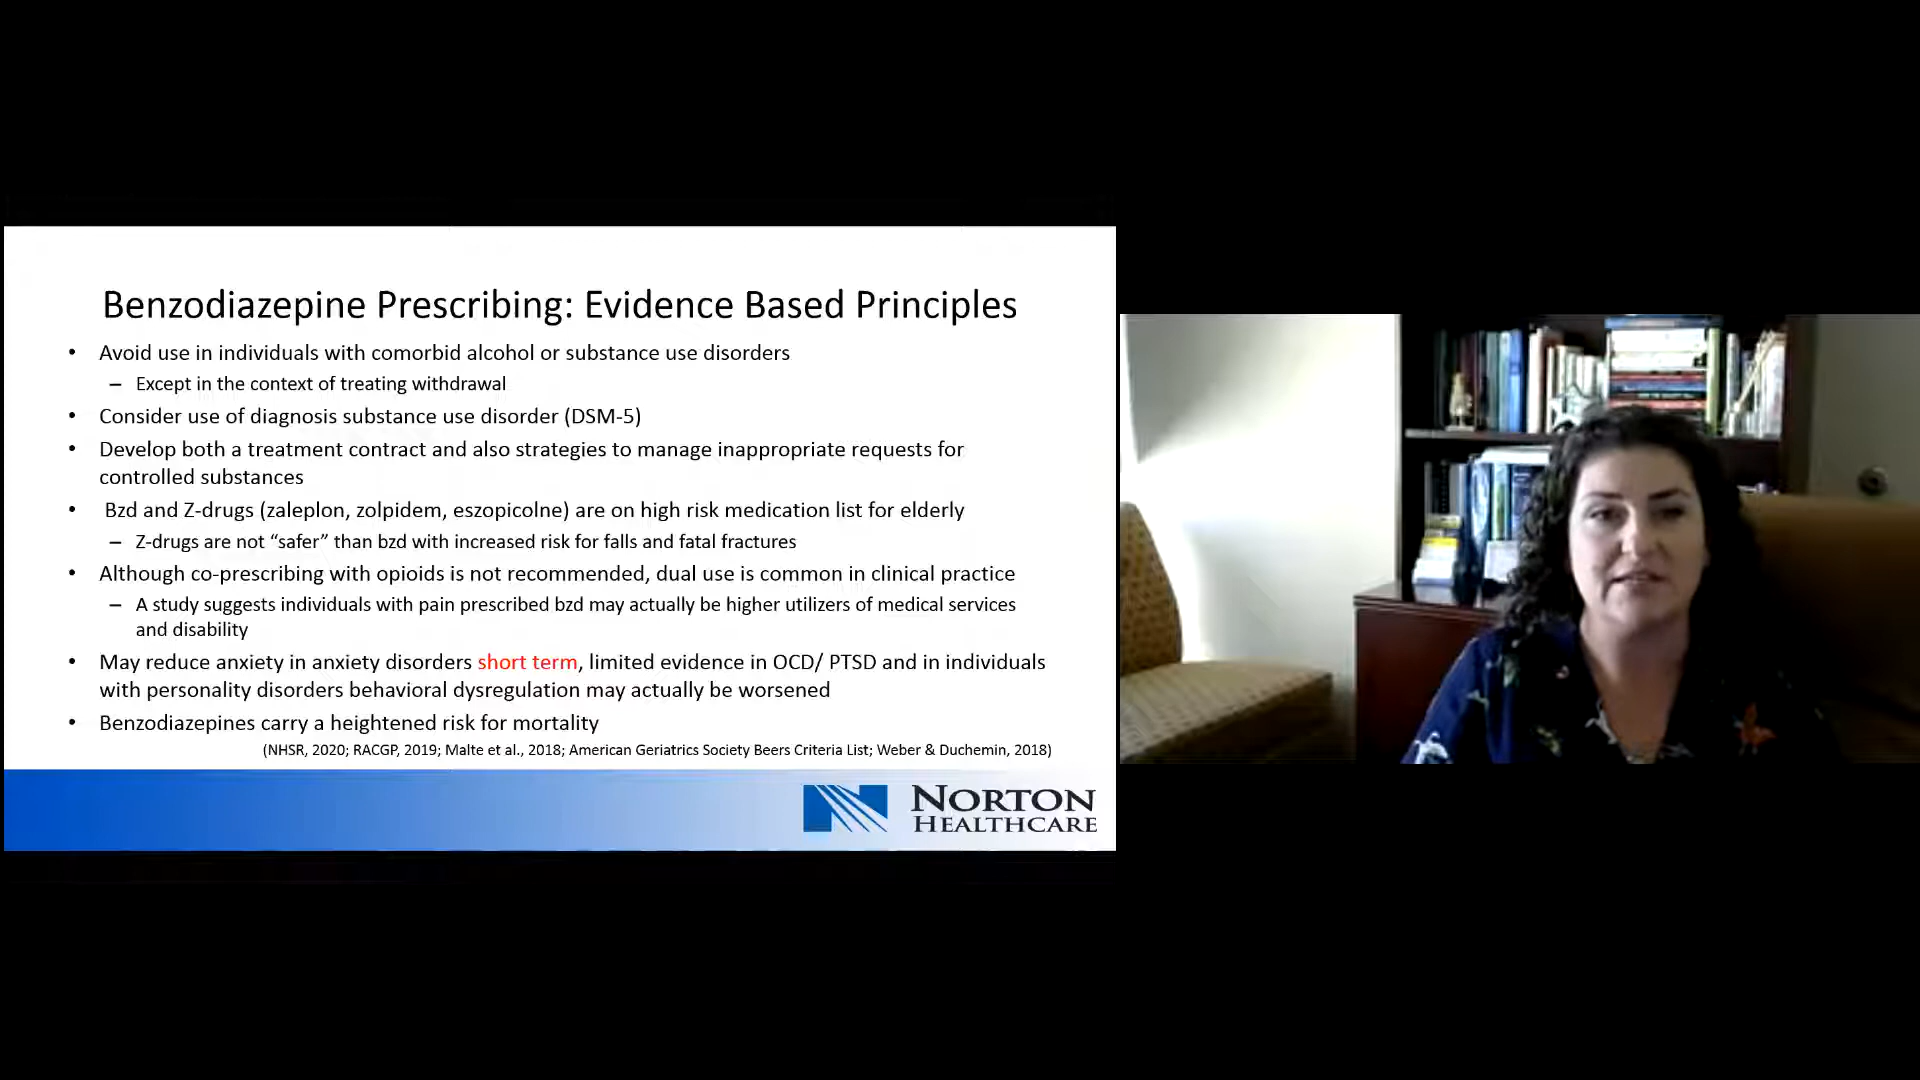 Benzodiazepine Prescribing: Evidence Based Principles
• Avoid use in individuals with comorbid alcohol or substance use disorders
– Except in the context of treating withdrawal
• Consider use of diagnosis substance use disorder (DSM-5)
• Develop both a treatment contract and also strategies to manage inappropriate requests for
controlled substances
• Bzd and Z-drugs (zaleplon, zolpidem, eszopicolne) are on high risk medication list for elderly
– Z-drugs are not “safer” than bzd with increased risk for falls and fatal fractures
• Although co-prescribing with opioids is not recommended, dual use is common in clinical practice
– A study suggests individuals with pain prescribed bzd may actually be higher utilizers of medical services
and disability
• May reduce anxiety in anxiety disorders short term, limited evidence in OCD/ PTSD and in individuals
with personality disorders behavioral dysregulation may actually be worsened
• Benzodiazepines carry a heightened risk for mortality
(NHSR, 2020; RACGP, 2019; Malte et al., 2018; American Geriatrics Society Beers Criteria List; Weber & Duchemin, 2018)
NORTON
HEALTHCARE